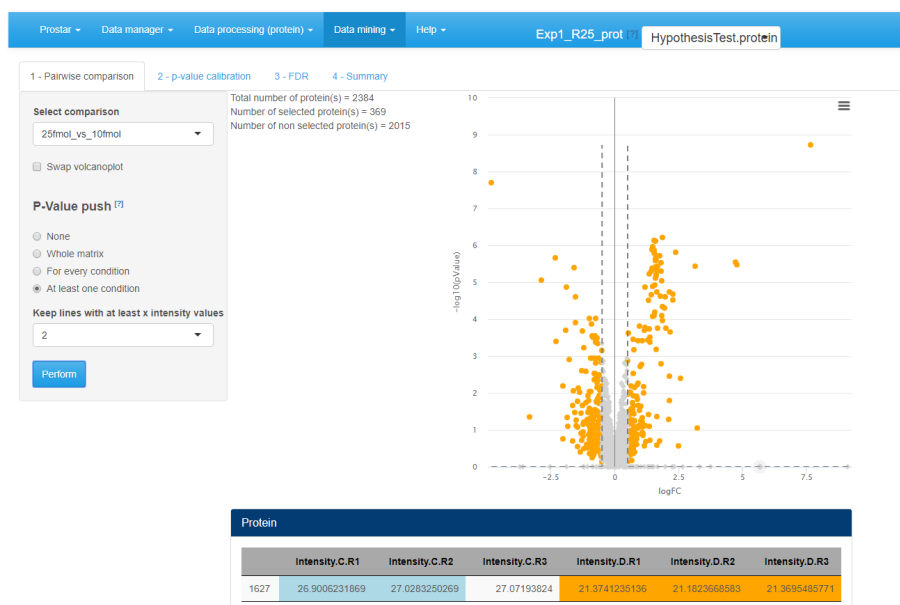 Prostar Data manager Data processing (protein) Data mining Help Exp1_R25_prot [?] HypothesisTest.protein
1 - Pairwise comparison 2 - p-value calibration 3 - FDR 4 - Summary
Select comparison
25fmol_vs_10fmol
Swap volcanoplot
P-Value push [?]
None
Whole matrix
For every condition
At least one condition
Keep lines with at least x intensity values
2
Perform
Total number of protein(s) = 2384
Number of selected protein(s) = 369
Number of non selected protein(s) = 2015
10
9
8
7
6
5
4
3
2
1
0
-log10(pValue)
-2.5 0 2.5 5 7.5
logFC
Protein
Intensity.C.R1 Intensity.C.R2 Intensity.C.R3 Intensity.D.R1 Intensity.D.R2 Intensity.D.R3
1627 26.9006231869 27.0283250269 27.07193824 21.3741235136 21.1823668583 21.3695485771